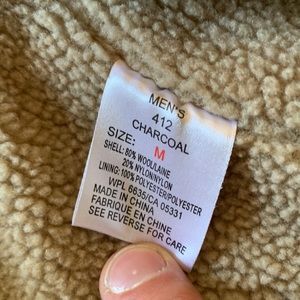 MEN'S
412
CHARCOAL
SIZE: M
SHELL: 80% WOOL/LAINE
20% NYLON/NYLON
LINING: 100% POLYESTER/POLYESTER
WPL 6635/CA 05331
MADE IN CHINA
FABRIQUE EN CHINE
SEE REVERSE FOR CARE